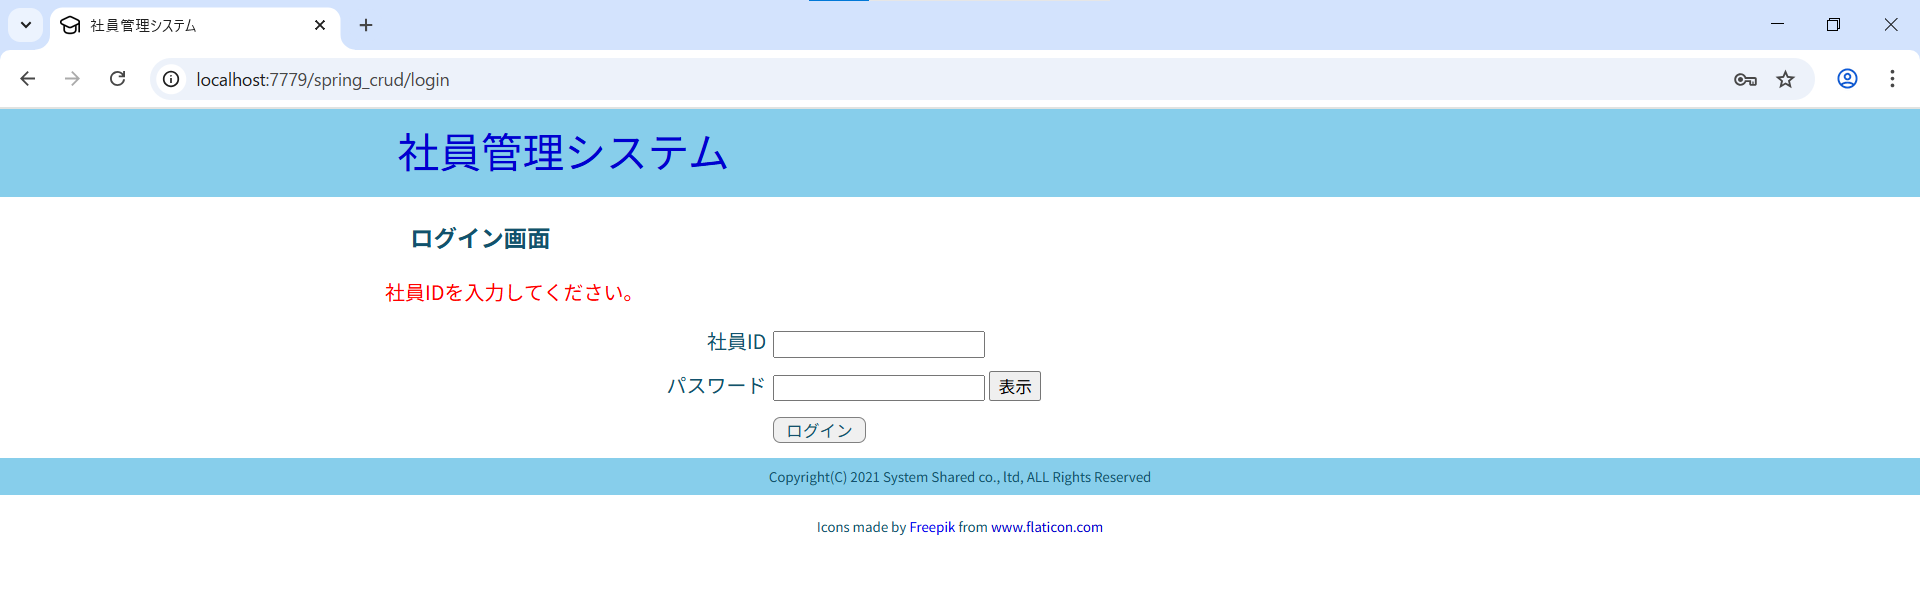 社員管理システム
localhost:7779/spring_crud/login
社員管理システム
ログイン画面
社員IDを入力してください。
社員ID
パスワード 表示
ログイン
Copyright(C) 2021 System Shared co., ltd, ALL Rights Reserved
Icons made by Freepik from www.flaticon.com